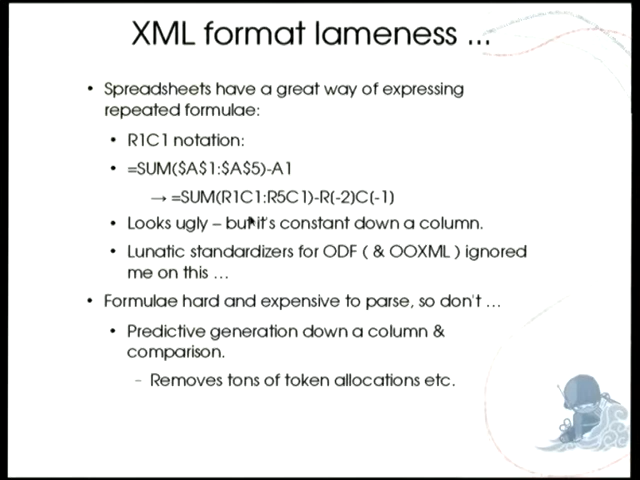 XML format lameness ...
• Spreadsheets have a great way of expressing
repeated formulae:
• R1C1 notation:
• =SUM($A$1:$A$5)-A1
→ =SUM(R1C1:R5C1)-R(-2)C(-1)
• Looks ugly – but it's constant down a column.
• Lunatic standardizers for ODF ( & OOXML ) ignored
me on this ...
• Formulae hard and expensive to parse, so don't ...
• Predictive generation down a column &
comparison.
– Removes tons of token allocations etc.